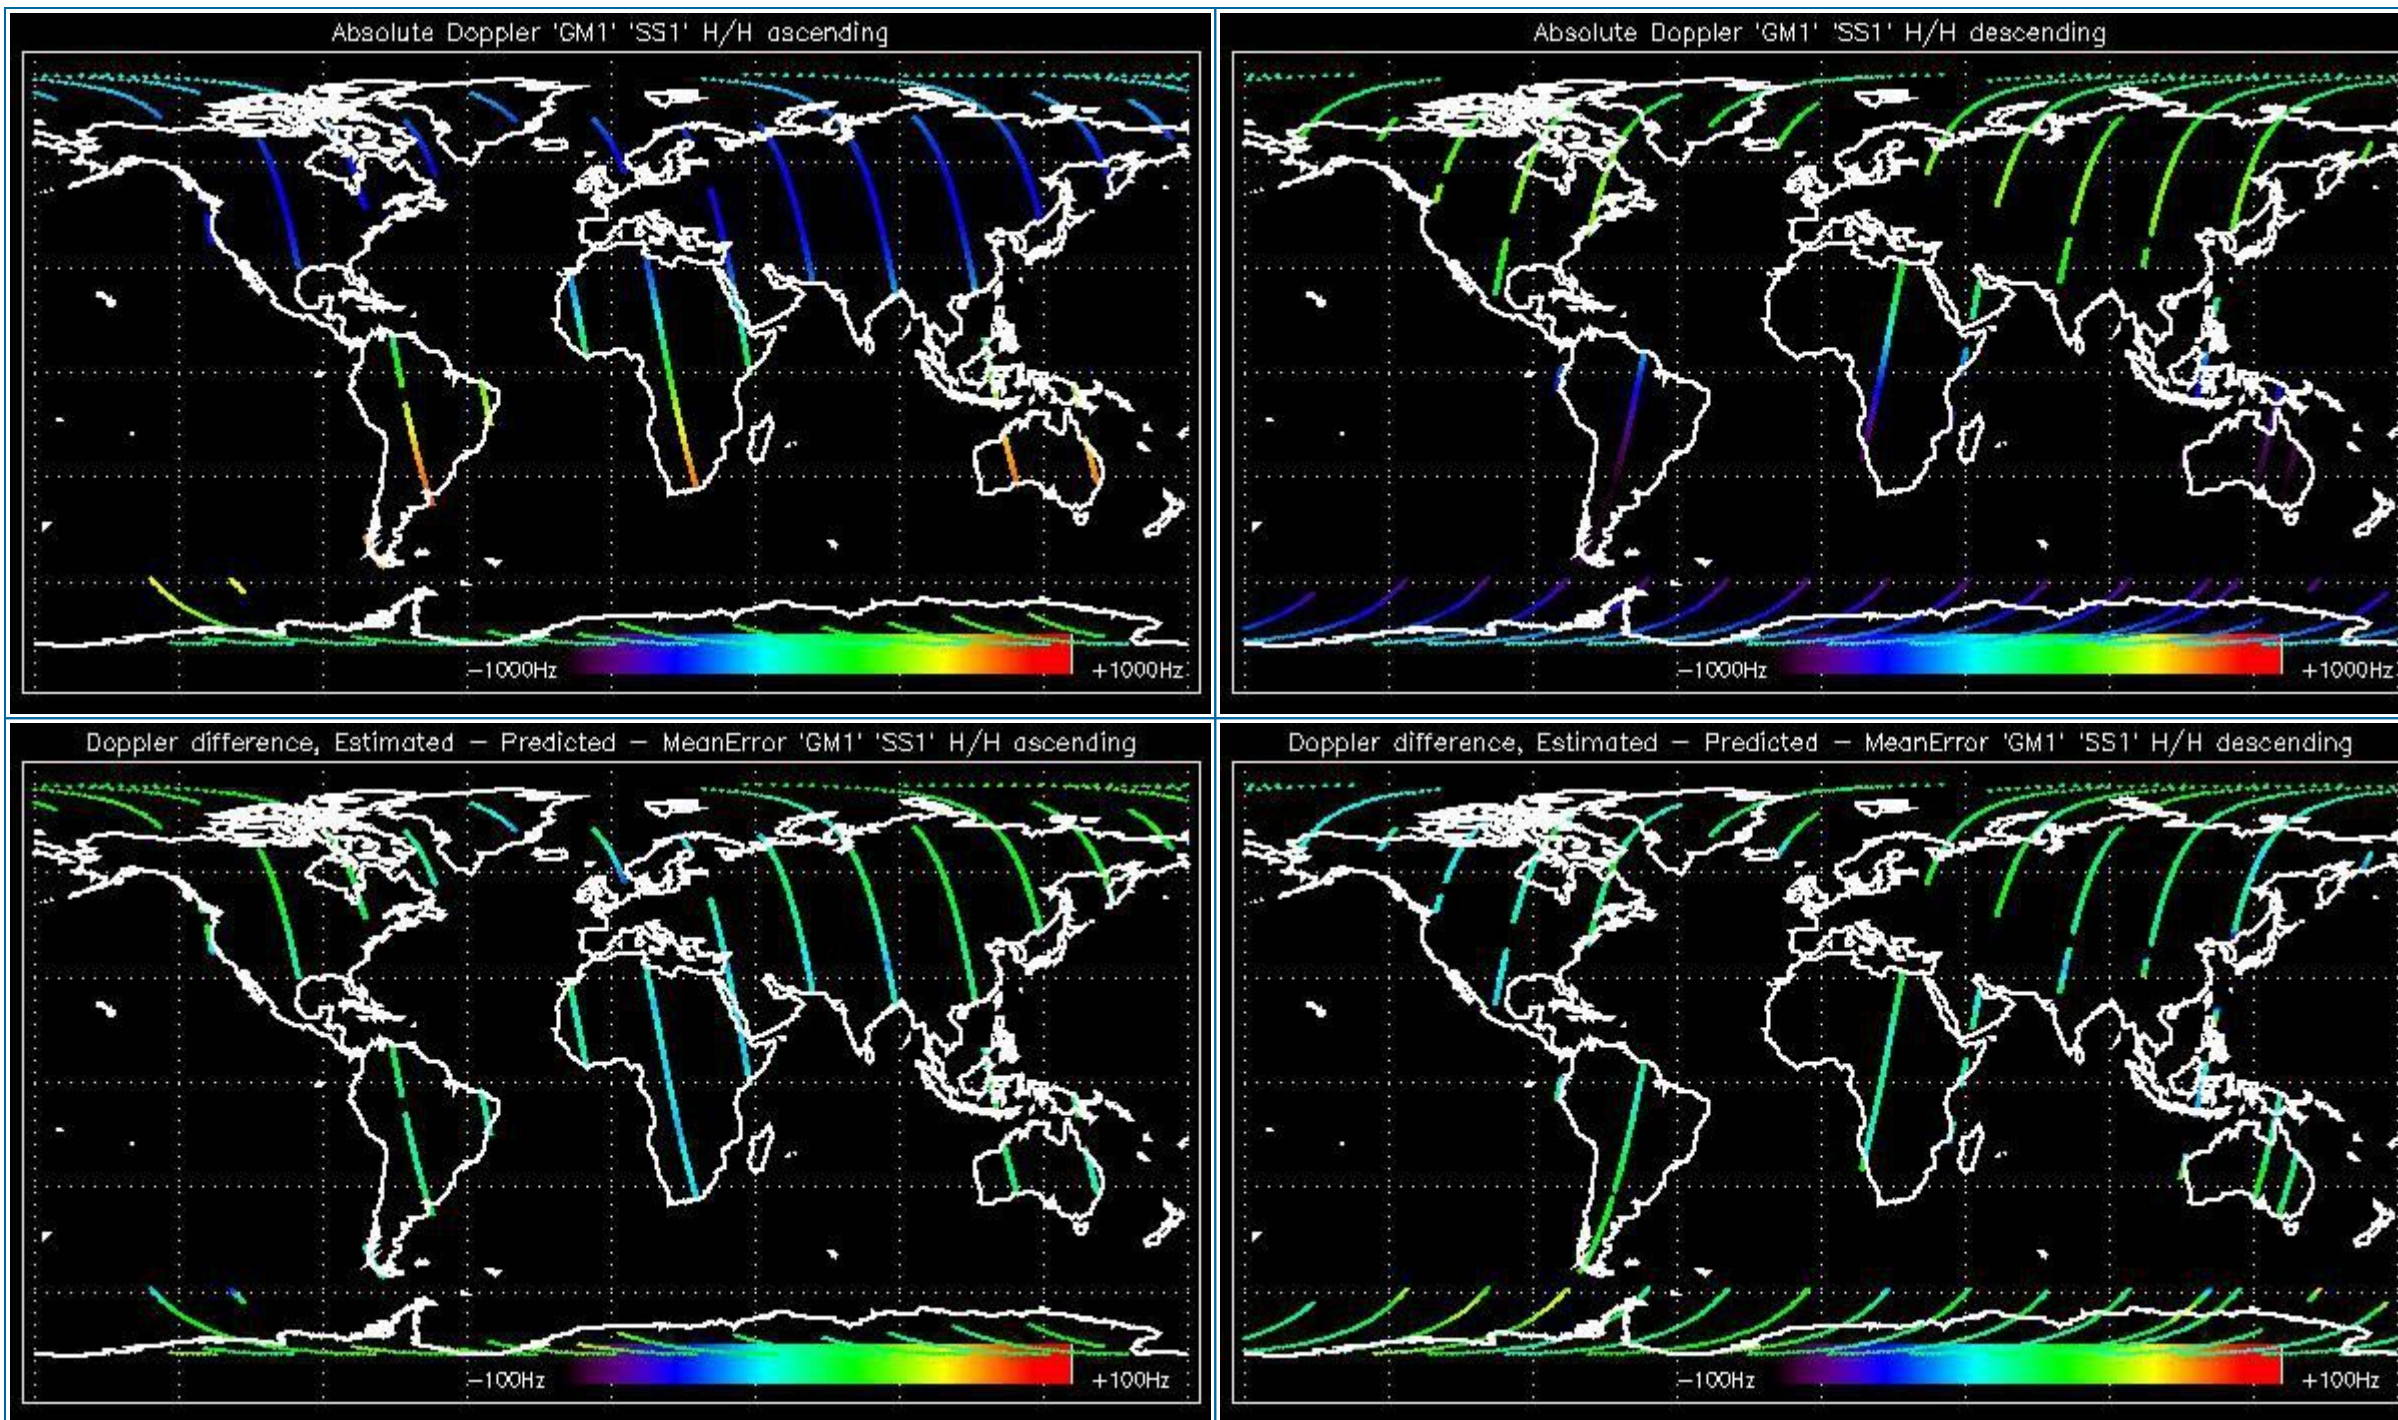 Absolute Doppler 'GM1' 'SS1' H/H ascending
-1000Hz
+1000Hz
Absolute Doppler 'GM1' 'SS1' H/H descending
-1000Hz
+1000Hz
Doppler difference, Estimated - Predicted - MeanError 'GM1' 'SS1' H/H ascending
-100Hz
+100Hz
Doppler difference, Estimated - Predicted - MeanError 'GM1' 'SS1' H/H descending
-100Hz
+100Hz